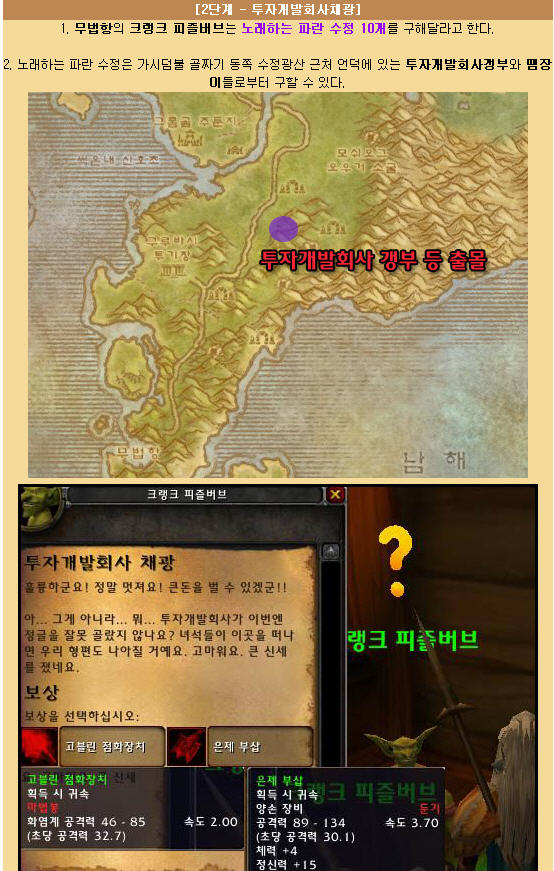 [2단계 - 투자개발회사채광]
1. 무법항의 크랭크 피즐버브는 노래하는 파란 수정 10개를 구해달라고 한다.
2. 노래하는 파란 수정은 가시덤불 골짜기 동쪽 수정광산 근처 언덕에 있는 투자개발회사갱부와 땜장
이들로부터 구할 수 있다.
그롬골 주둔지
모쉬오그
오우거 소굴
구루바시
투기장
투자개발회사 갱부 등 출몰
무법항
남 해
크랭크 피즐버브
투자개발회사 채광
훌륭하군요! 정말 멋져요! 큰돈을 벌 수 있겠군!!
아... 그게 아니라... 뭐... 투자개발회사가 이번엔
정글을 잘못 골랐지 않나요? 녀석들이 이곳을 떠나
면 우리 형편도 나아질 거예요. 고마워요. 큰 신세
를 졌네요.
랭크 피즐버브
보상
보상을 선택하십시오:
고블린 점화장치
은제 부삽
신세
고블린 점화장치
획득 시 귀속
마법봉
화염계 공격력 46 - 85 속도 2.00
(초당 공격력 32.7)
은제 부삽
획득 시 귀속
양손 장비 둔기
공격력 89 - 134 속도 3.70
(초당 공격력 30.1)
체력 +4
정신력 +15